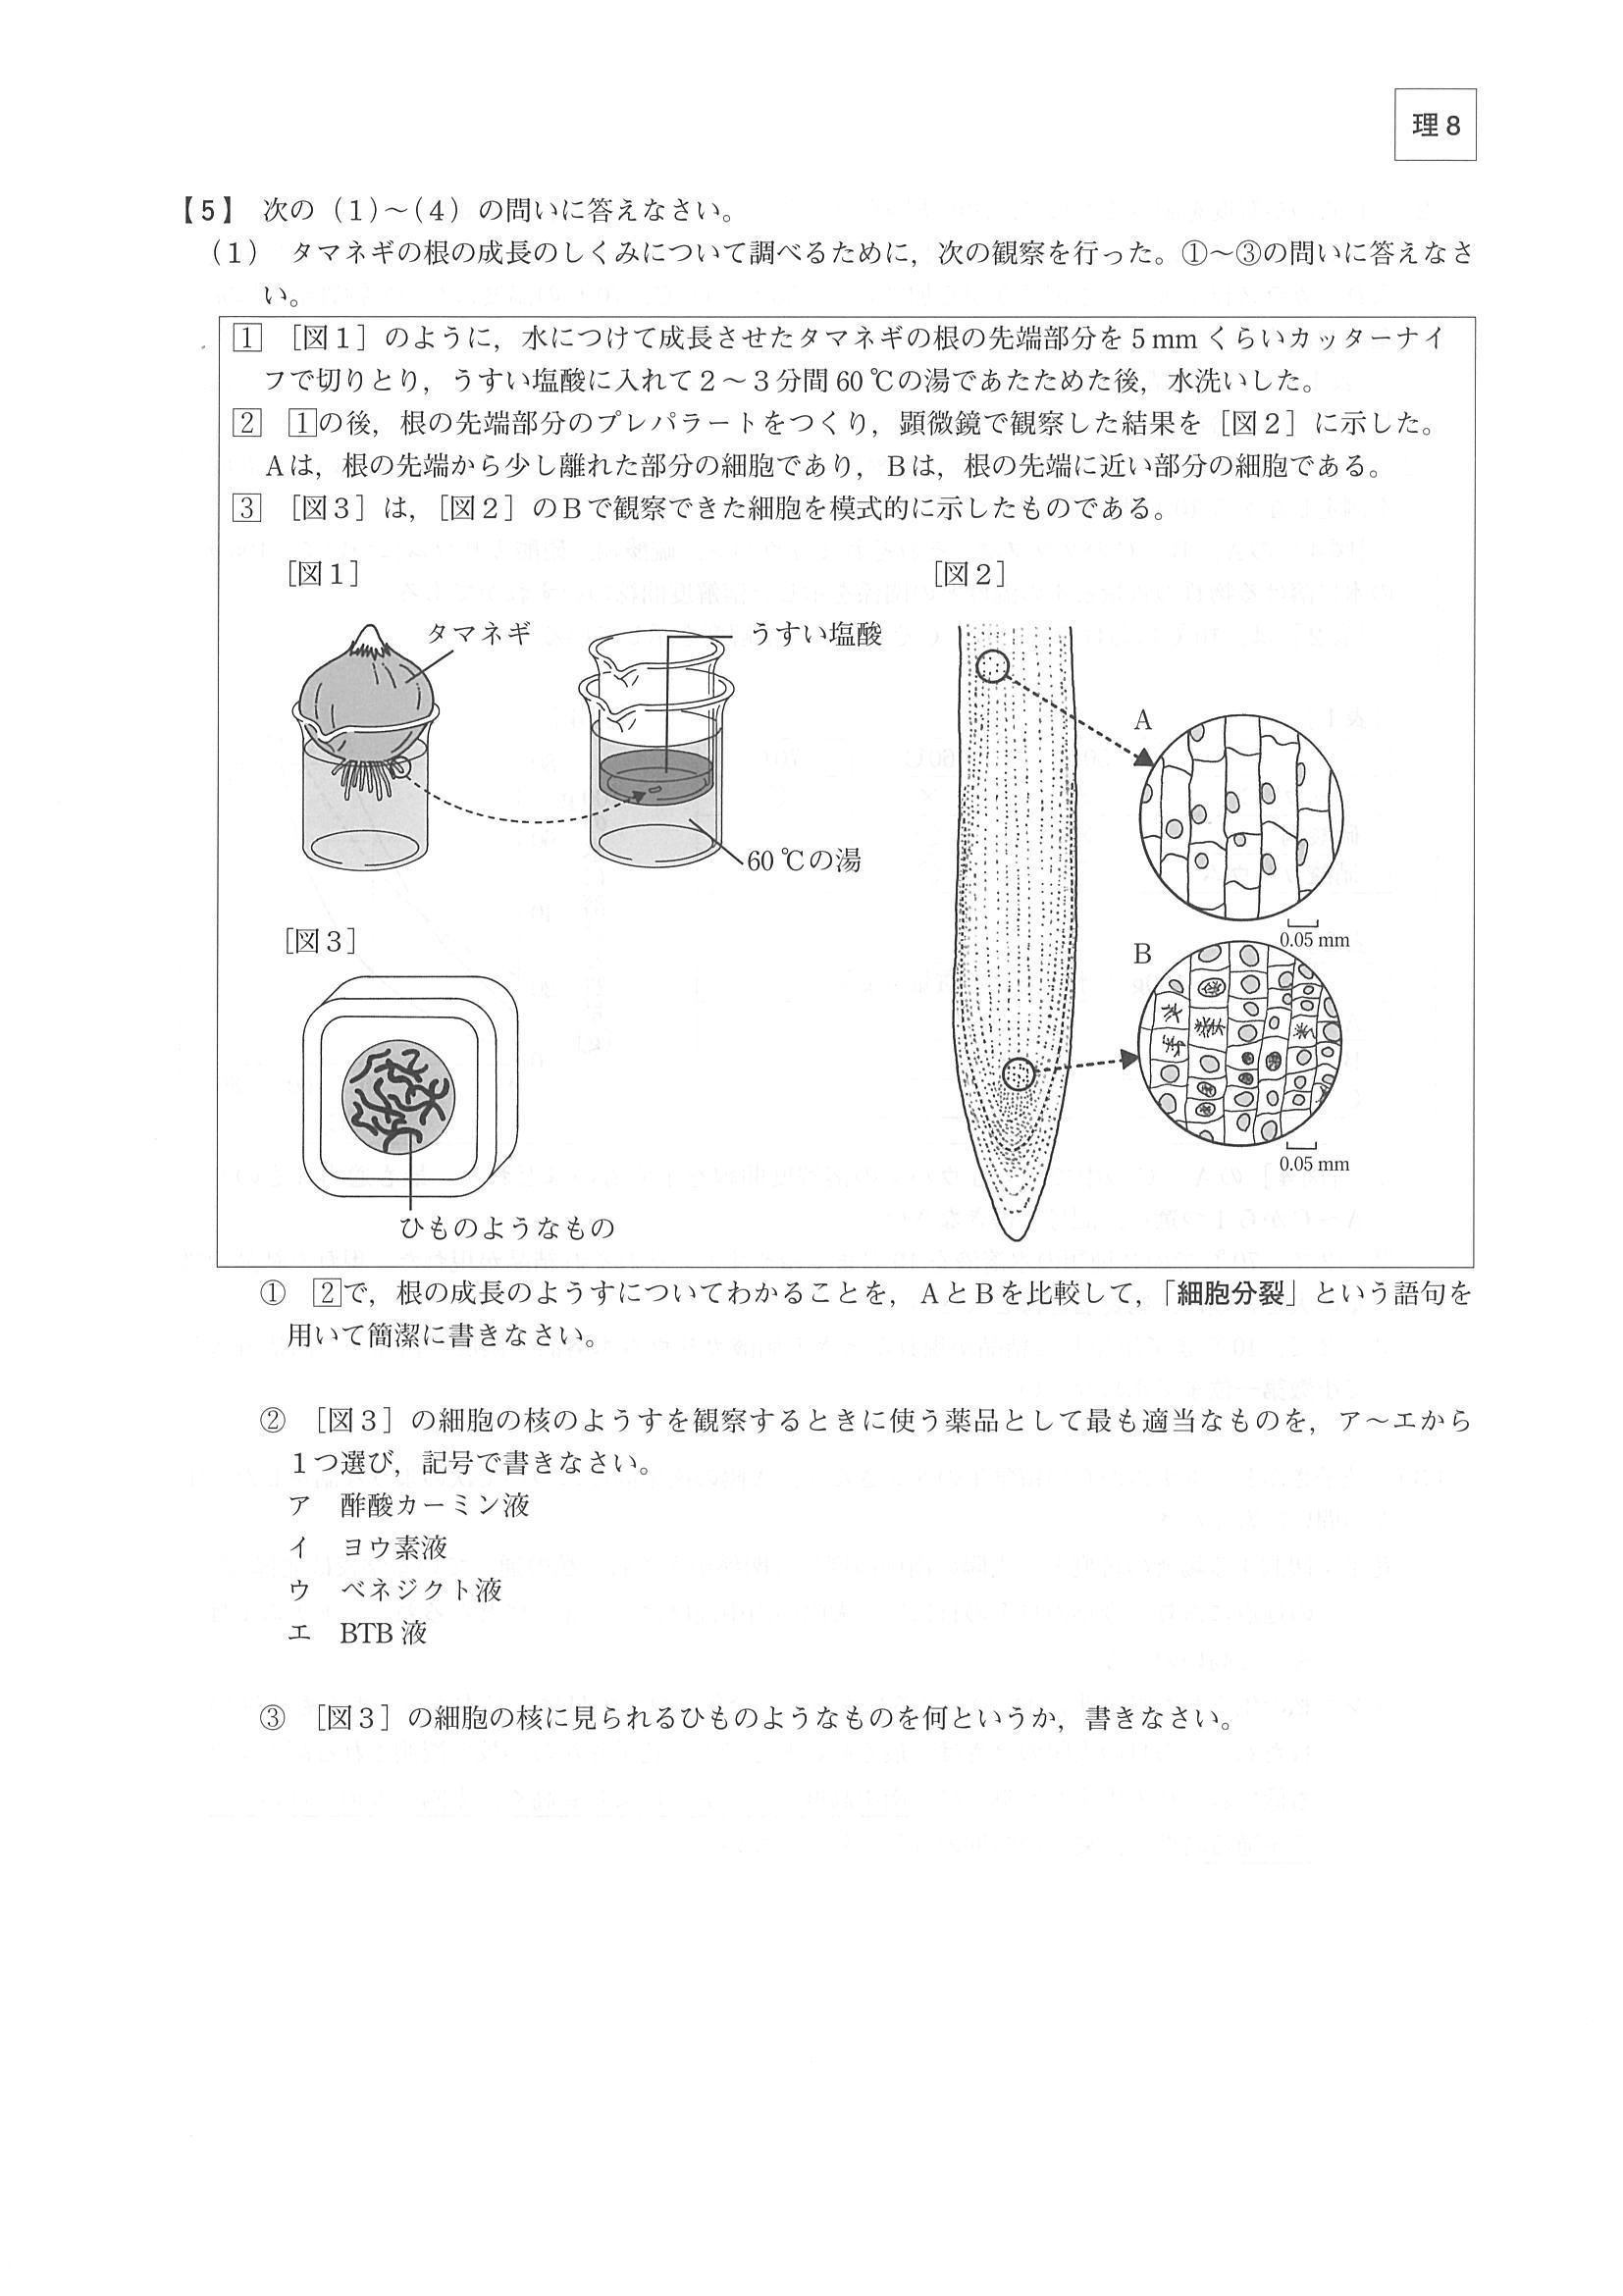 理8
【5】 次の（1）～（4）の問いに答えなさい。
（1） タマネギの根の成長のしくみについて調べるために，次の観察を行った。①～③の問いに答えなさ
い。
1 ［図1］のように，水につけて成長させたタマネギの根の先端部分を5 mm くらいカッターナイ
フで切りとり，うすい塩酸に入れて2～3分間60 ℃の湯であたためた後，水洗いした。
2 1の後，根の先端部分のプレパラートをつくり，顕微鏡で観察した結果を［図2］に示した。
Aは，根の先端から少し離れた部分の細胞であり，Bは，根の先端に近い部分の細胞である。
3 ［図3］は，［図2］のBで観察できた細胞を模式的に示したものである。
［図1］
［図2］
タマネギ
うすい塩酸
60 ℃の湯
A
0.05 mm
B
0.05 mm
［図3］
ひものようなもの
① 2で，根の成長のようすについてわかることを，AとBを比較して，「細胞分裂」という語句を
用いて簡潔に書きなさい。
② ［図3］の細胞の核のようすを観察するときに使う薬品として最も適当なものを，ア～エから
1つ選び，記号で書きなさい。
ア 酢酸カーミン液
イ ヨウ素液
ウ ベネジクト液
エ BTB 液
③ ［図3］の細胞の核に見られるひものようなものを何というか，書きなさい。